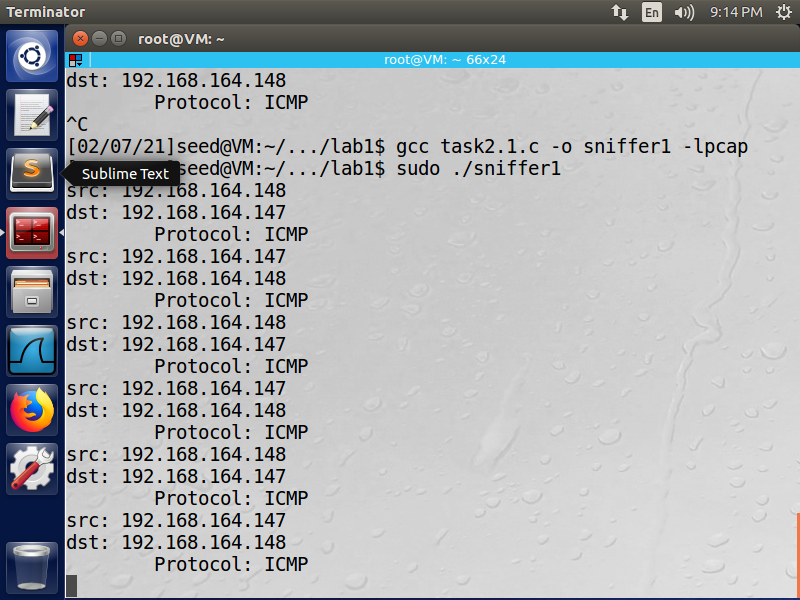 Terminator
En
9:14 PM
root@VM: ~
root@VM: ~ 66x24
dst: 192.168.164.148
        Protocol: ICMP
^C
[02/07/21]seed@VM:~/.../lab1$ gcc task2.1.c -o sniffer1 -lpcap
Sublime Text
seed@VM:~/.../lab1$ sudo ./sniffer1
src: 192.168.164.148
dst: 192.168.164.147
        Protocol: ICMP
src: 192.168.164.147
dst: 192.168.164.148
        Protocol: ICMP
src: 192.168.164.148
dst: 192.168.164.147
        Protocol: ICMP
src: 192.168.164.147
dst: 192.168.164.148
        Protocol: ICMP
src: 192.168.164.148
dst: 192.168.164.147
        Protocol: ICMP
src: 192.168.164.147
dst: 192.168.164.148
        Protocol: ICMP